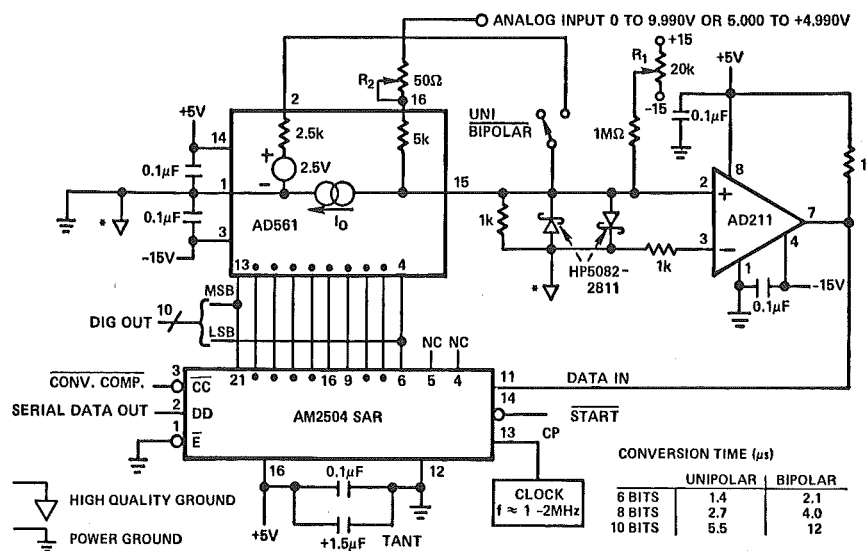 ANALOG INPUT 0 TO 9.990V OR 5.000 TO +4.990V
R2 50Ω
R1 +15
20k
-15
+5V
2
16
+5V
14
2.5k
5k
UNI
BIPOLAR
0.1µF
1MΩ
0.1µF
+
2.5V
-
8
1
1
15
2
+
0.1µF
*
IO
1k
AD211
7
AD561
3
-
4
3
-15V
13
4
HP5082-
2811
1k
1
-15V
0.1µF
*
MSB
10
DIG OUT
LSB
NC NC
3
21
16
9
6
5
4
11
DATA IN
CONV. COMP.
CC
14
SERIAL DATA OUT
2
DD
AM2504 SAR
START
1
E
13
CP
16
12
0.1µF
+5V
+1.5µF
TANT
CLOCK
f ≈ 1 -2MHz
HIGH QUALITY GROUND
POWER GROUND
CONVERSION TIME (µs)
UNIPOLAR BIPOLAR
6 BITS 1.4 2.1
8 BITS 2.7 4.0
10 BITS 5.5 12